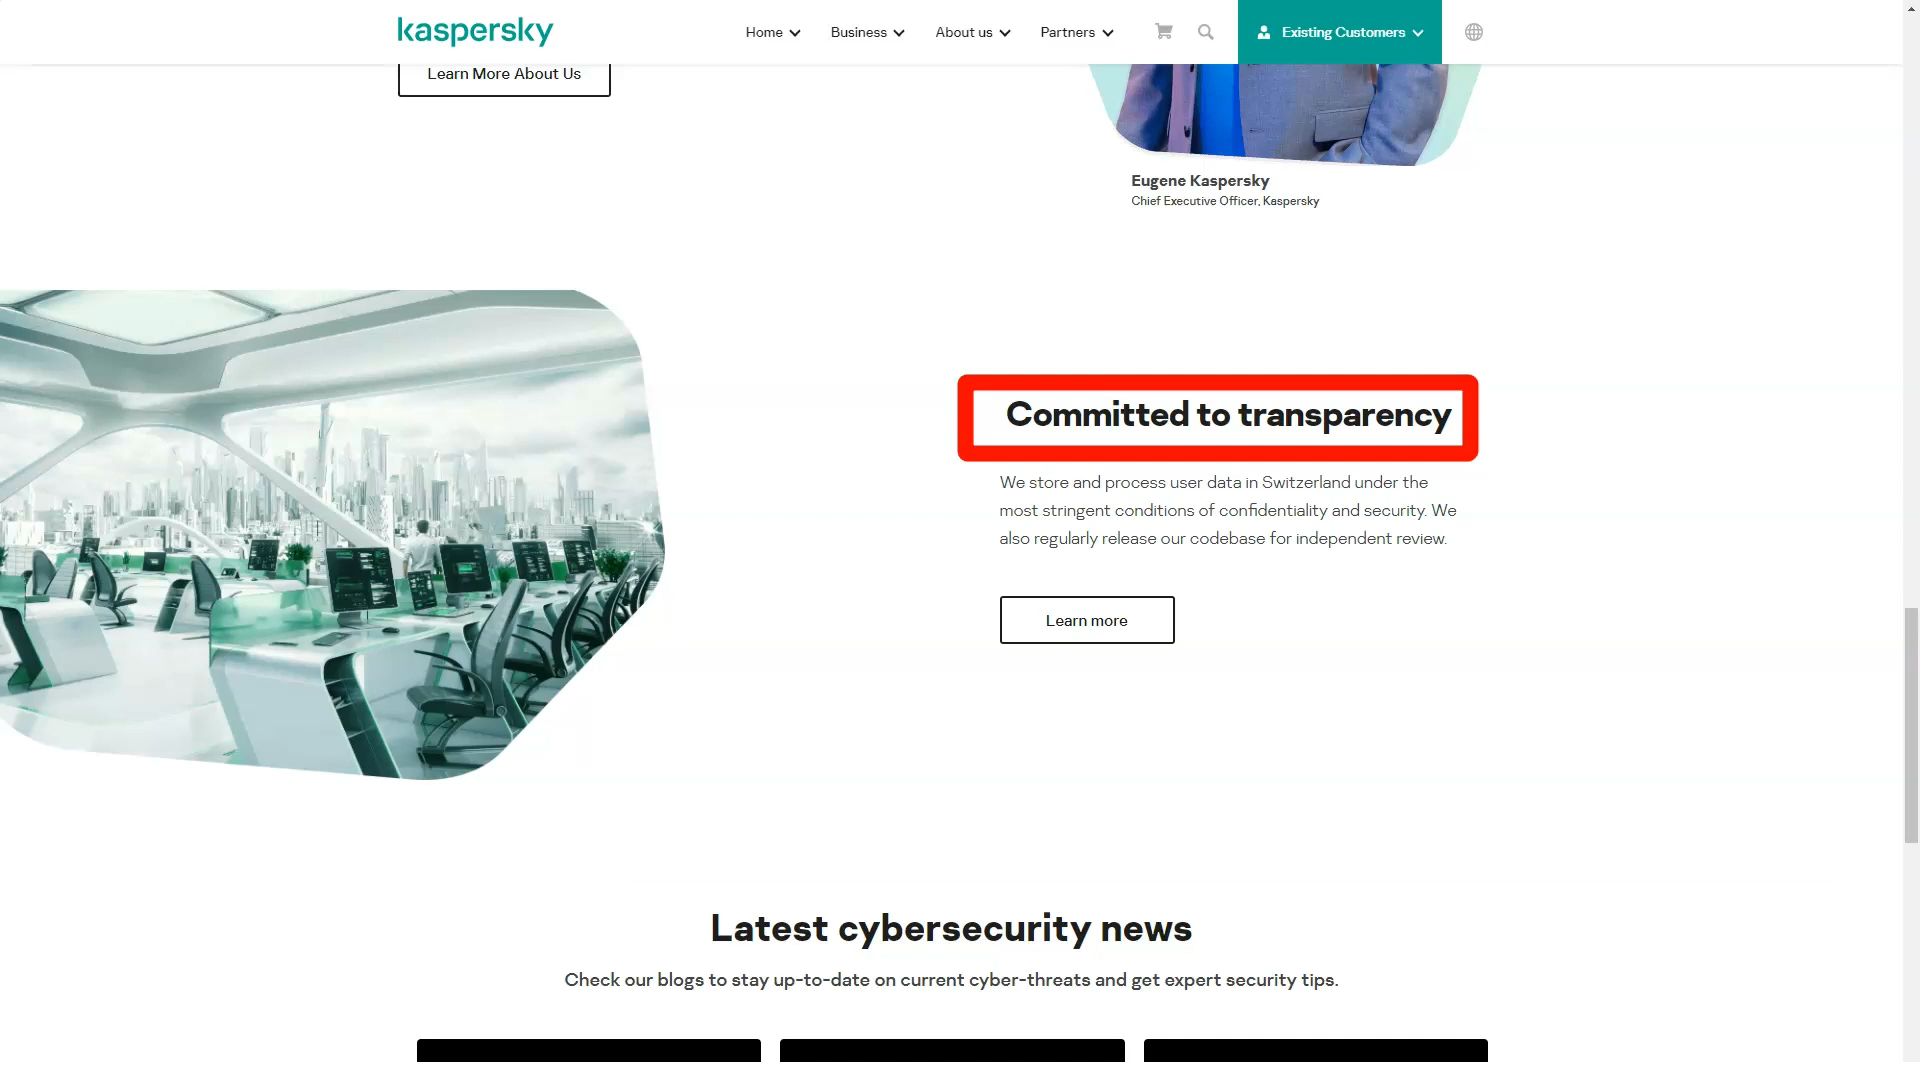 kaspersky
Home
Business
About us
Partners
Existing Customers
Learn More About Us
Eugene Kaspersky
Chief Executive Officer, Kaspersky
Committed to transparency
We store and process user data in Switzerland under the
most stringent conditions of confidentiality and security. We
also regularly release our codebase for independent review.
Learn more
Latest cybersecurity news
Check our blogs to stay up-to-date on current cyber-threats and get expert security tips.